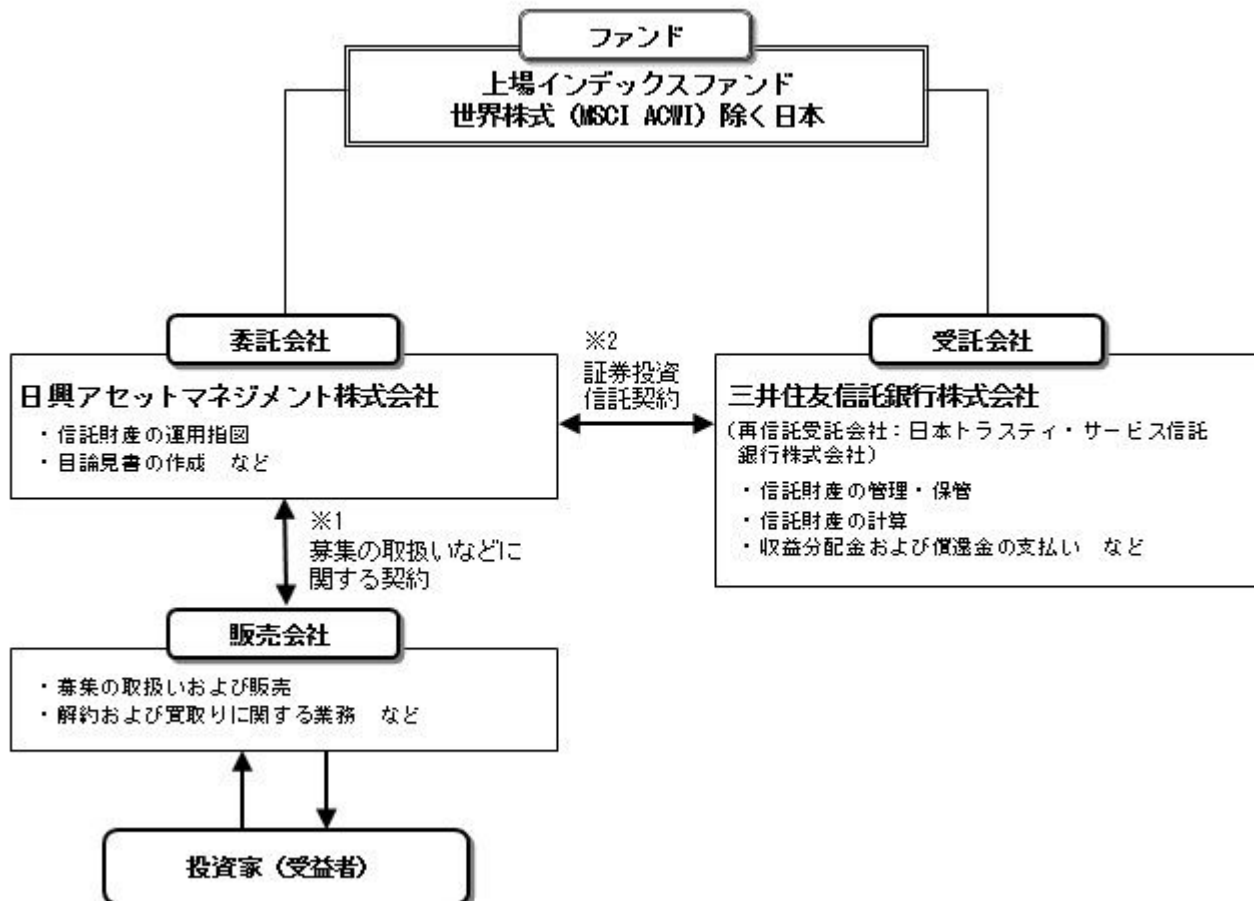 ファンド
上場インデックスファンド
世界株式（MSCI ACWI）除く日本
委託会社
日興アセットマネジメント株式会社
・信託財産の運用指図
・目論見書の作成　など
※2
証券投資
信託契約
受託会社
三井住友信託銀行株式会社
（再信託受託会社：日本トラスティ・サービス信託
銀行株式会社）
・信託財産の管理・保管
・信託財産の計算
・収益分配金および償還金の支払い　など
※1
募集の取扱いなどに
関する契約
販売会社
・募集の取扱いおよび販売
・解約および買取りに関する業務　など
投資家（受益者）